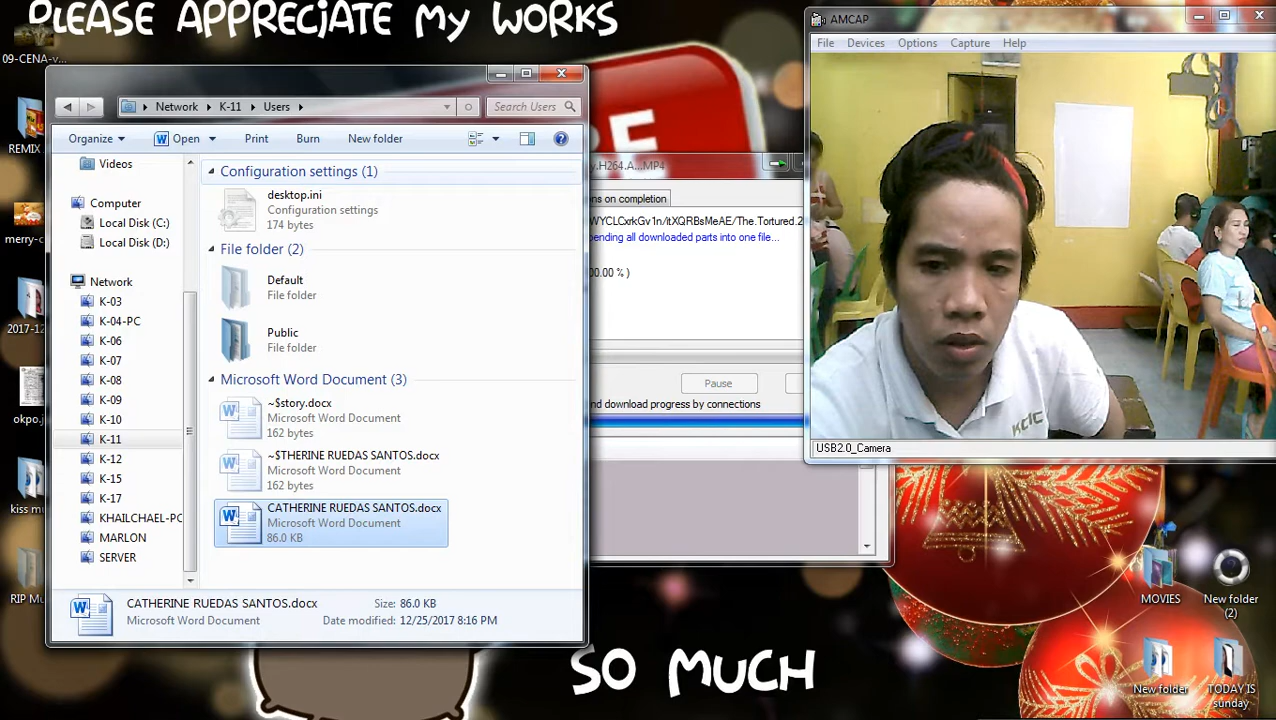 PLEASE APPRECIATE MY WORKS
09-CENA-v...
REMIX
merry-c
2017-12
okpo.j
kiss mu
RIP Mu
Network
K-11
Users
Search Users
Organize
Open
Print
Burn
New folder
Videos
Computer
Local Disk (C:)
Local Disk (D:)
Network
K-03
K-04-PC
K-06
K-07
K-08
K-09
K-10
K-11
K-12
K-15
K-17
KHAILCHAEL-PC
MARLON
SERVER
Configuration settings (1)
desktop.ini
Configuration settings
174 bytes
File folder (2)
Default
File folder
Public
File folder
Microsoft Word Document (3)
~$story.docx
Microsoft Word Document
162 bytes
~$THERINE RUEDAS SANTOS.docx
Microsoft Word Document
162 bytes
CATHERINE RUEDAS SANTOS.docx
Microsoft Word Document
86.0 KB
CATHERINE RUEDAS SANTOS.docx
Size: 86.0 KB
Microsoft Word Document
Date modified: 12/25/2017 8:16 PM
y.H264.A...MP4
ons on completion
pending all downloaded parts into one file...
00.00 % )
Pause
nd download progress by connections
AMCAP
File
Devices
Options
Capture
Help
kcic
USB2.0_Camera
MOVIES
New folder
(2)
New folder
TODAY IS
sunday
SO MUCH